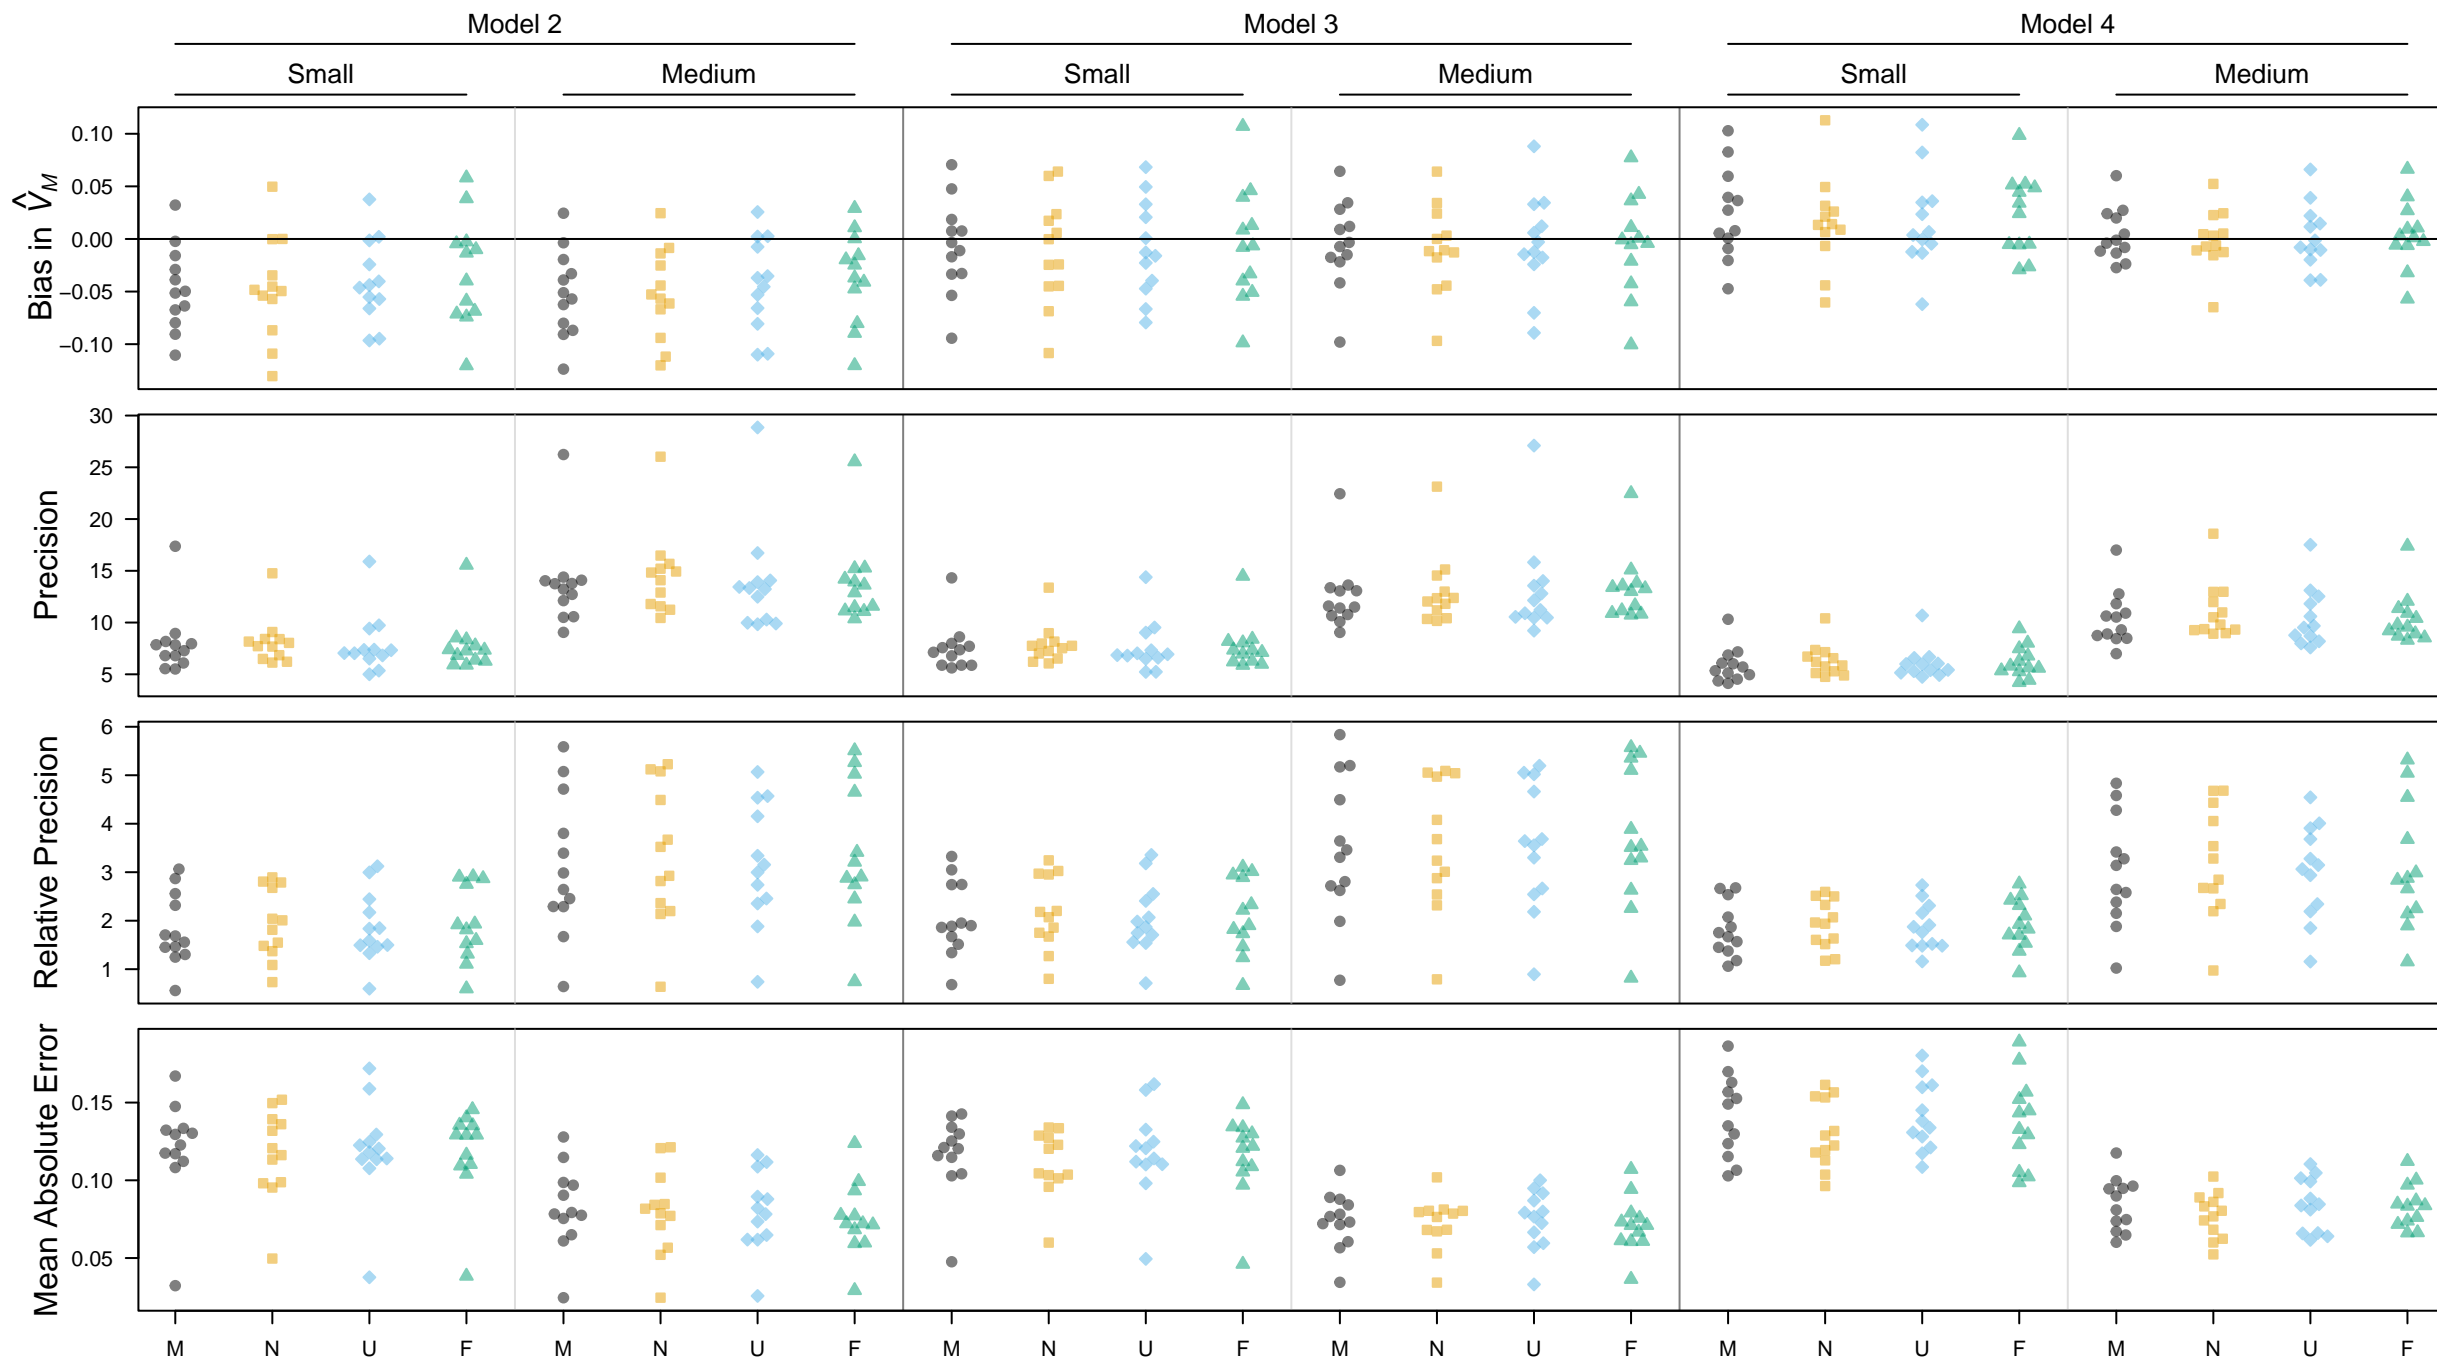 Model 2 Model 3 Model 4
Small Medium Small Medium Small Medium
Bias in V̂M
0.10
0.05
0.00
−0.05
−0.10
Precision
30
25
20
15
10
5
Relative Precision
6
5
4
3
2
1
Mean Absolute Error
0.15
0.10
0.05
M N U F M N U F M N U F M N U F M N U F M N U F